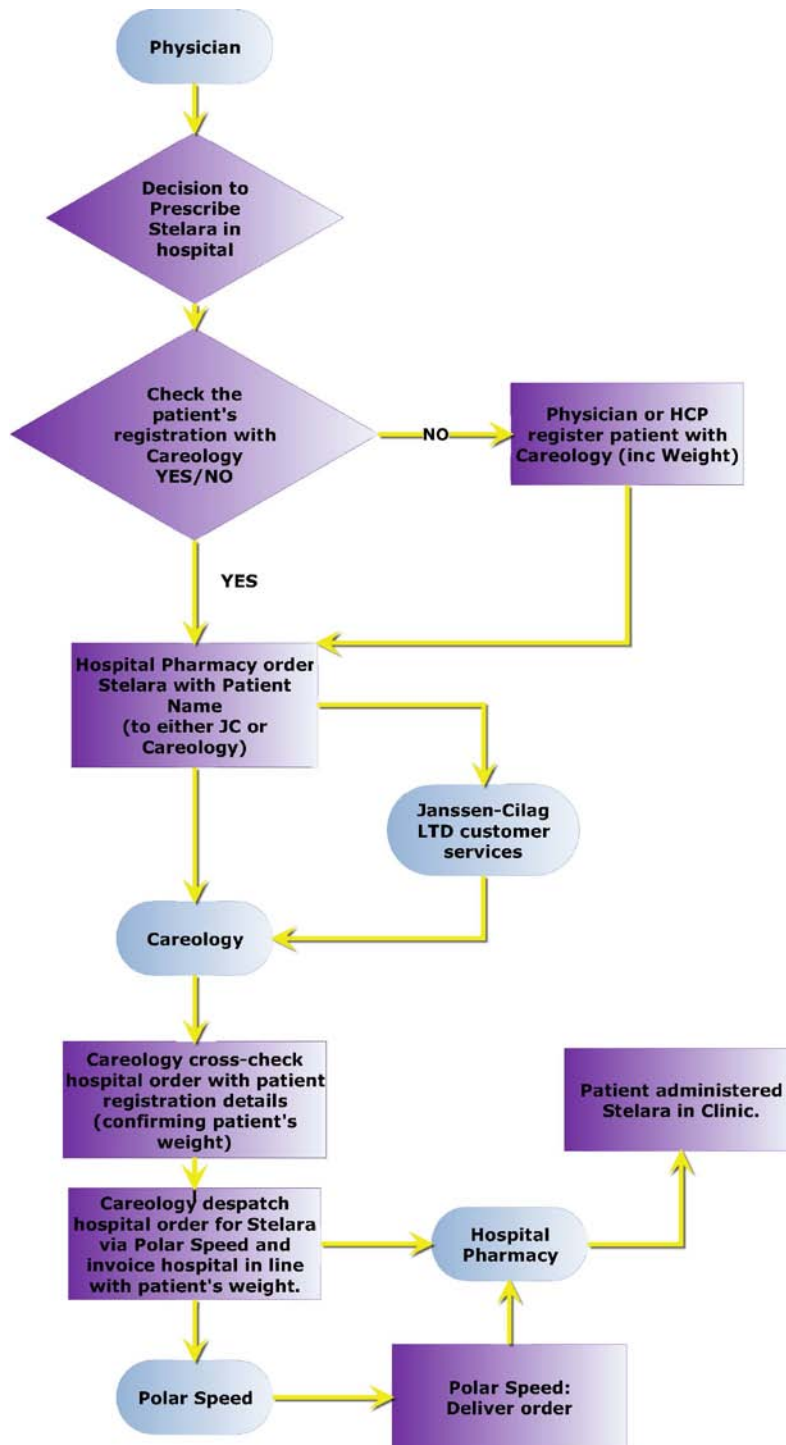 Physician
Decision to
Prescribe
Stelara in
hospital
Check the
patient's
registration with
Careology
YES/NO
NO
Physician or HCP
register patient with
Careology (inc Weight)
YES
Hospital Pharmacy order
Stelara with Patient
Name
(to either JC or
Careology)
Janssen-Cilag
LTD customer
services
Careology
Careology cross-check
hospital order with patient
registration details
(confirming patient's
weight)
Patient administered
Stelara in Clinic.
Careology despatch
hospital order for Stelara
via Polar Speed and
invoice hospital in line
with patient's weight.
Hospital
Pharmacy
Polar Speed
Polar Speed:
Deliver order